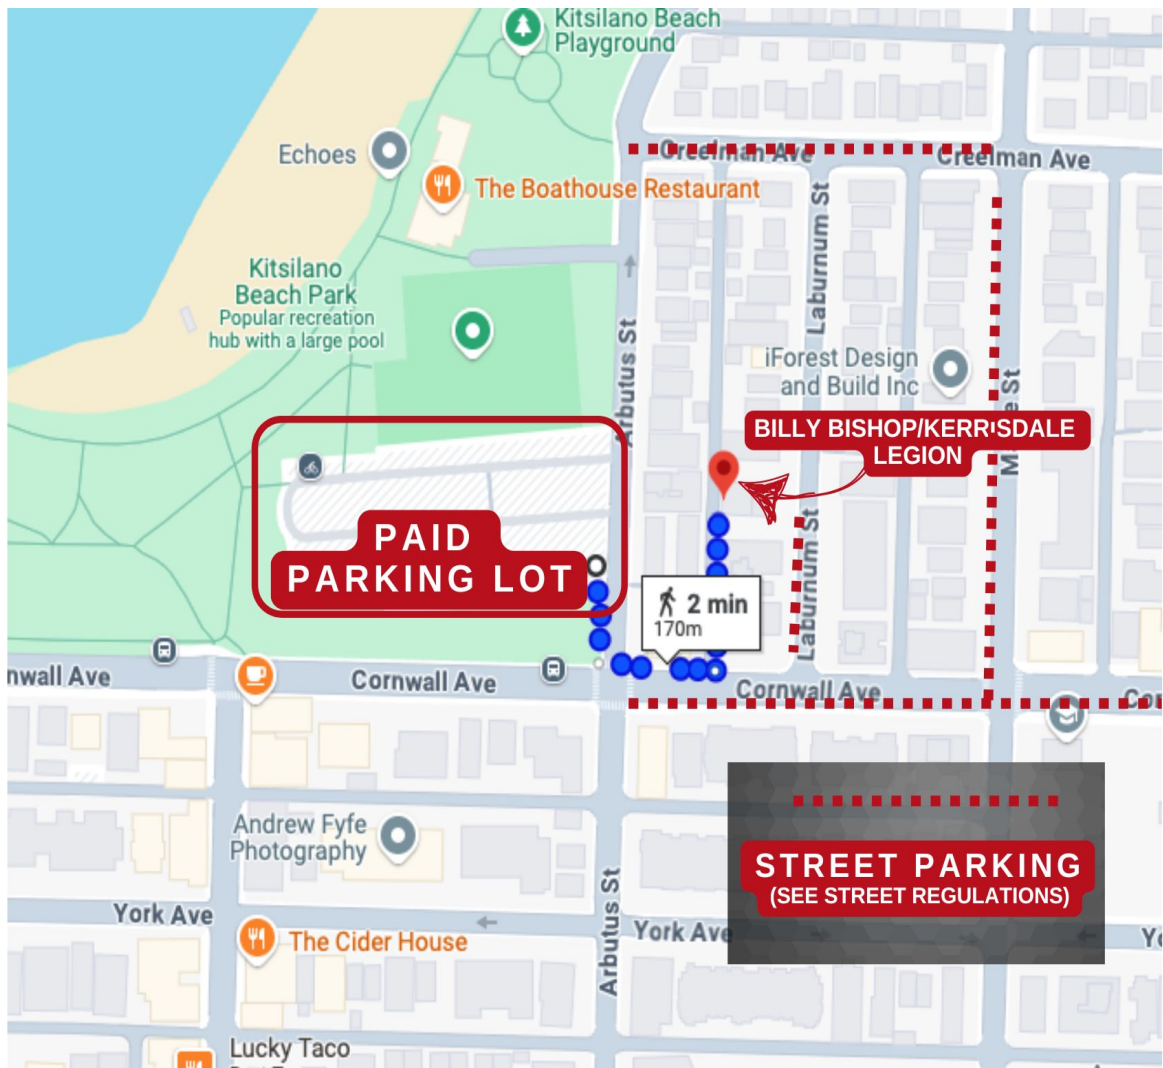 Kitsilano Beach
Playground
Echoes
The Boathouse Restaurant
Creelman Ave
Creelman Ave
Laburnum St
Kitsilano
Beach Park
Popular recreation
hub with a large pool
Arbutus St
iForest Design
and Build Inc
BILLY BISHOP/KERRISDALE
LEGION
PAID
PARKING LOT
2 min
170m
Laburnum St
nwall Ave
Cornwall Ave
Cornwall Ave
Andrew Fyfe
Photography
STREET PARKING
(SEE STREET REGULATIONS)
York Ave
The Cider House
Arbutus St
York Ave
Lucky Taco